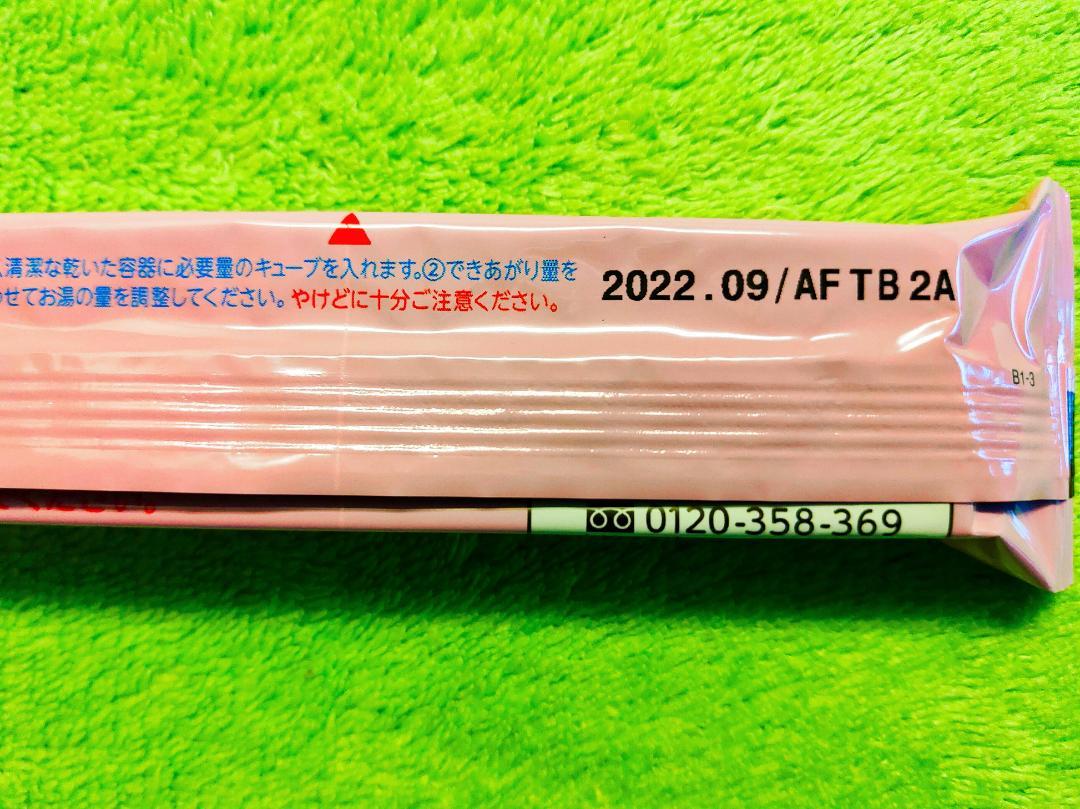 清潔な乾いた容器に必要量のキューブを入れます。②できあがり量を
せてお湯の量を調整してください。やけどに十分ご注意ください。
2022.09/AFTB2A
B1-3
0120-358-369